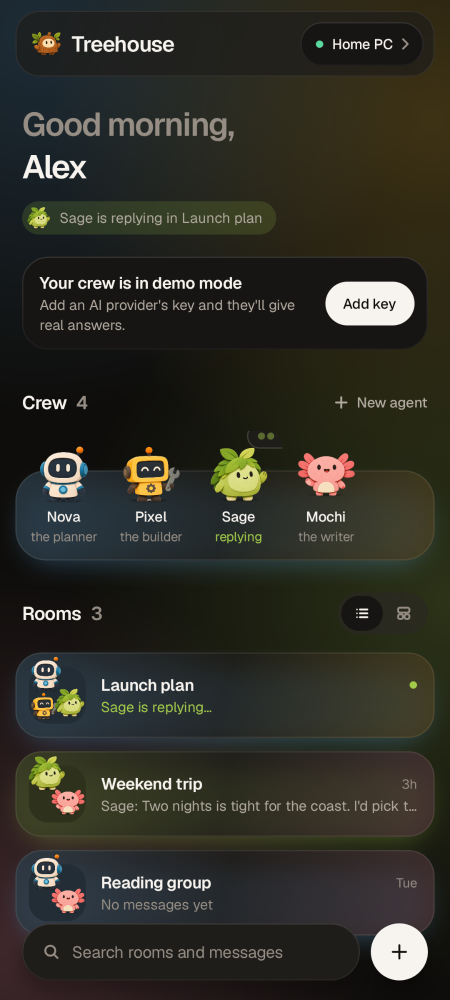 Treehouse
Home PC
Good morning,
Alex
Sage is replying in Launch plan
Your crew is in demo mode
Add an AI provider's key and they'll give
real answers.
Add key
Crew 4
New agent
Nova
the planner
Pixel
the builder
Sage
replying
Mochi
the writer
Rooms 3
Launch plan
Sage is replying...
Weekend trip
3h
Sage: Two nights is tight for the coast. I'd pick t...
Reading group
Tue
No messages yet
Search rooms and messages